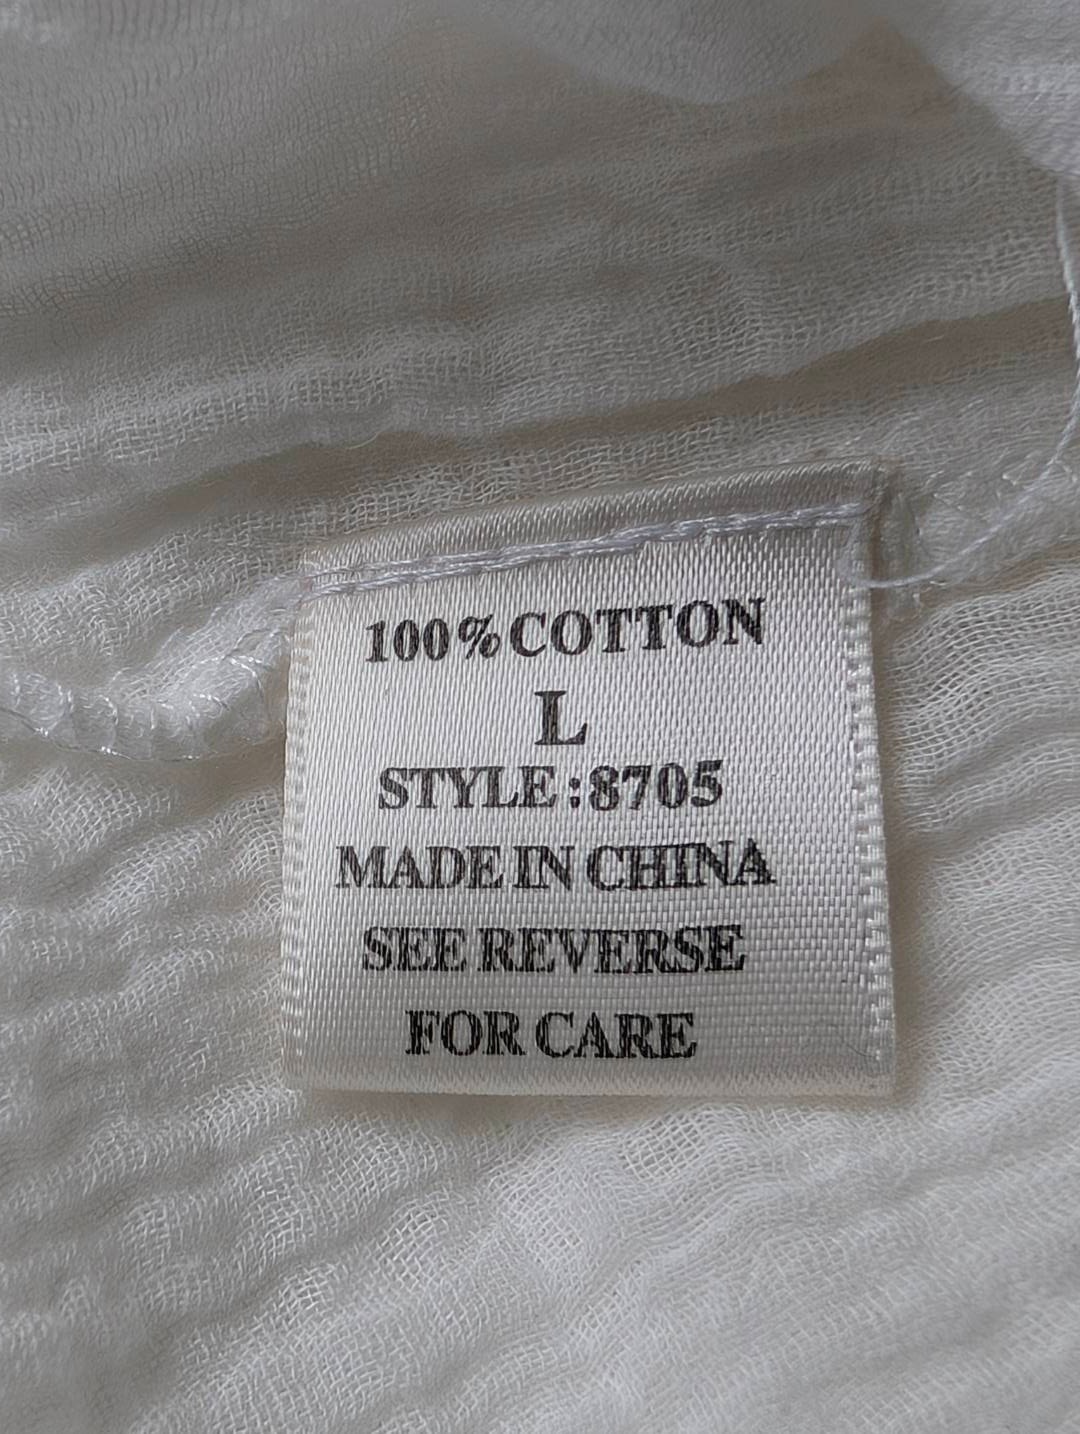 100% COTTON
L
STYLE:8705
MADE IN CHINA
SEE REVERSE
FOR CARE